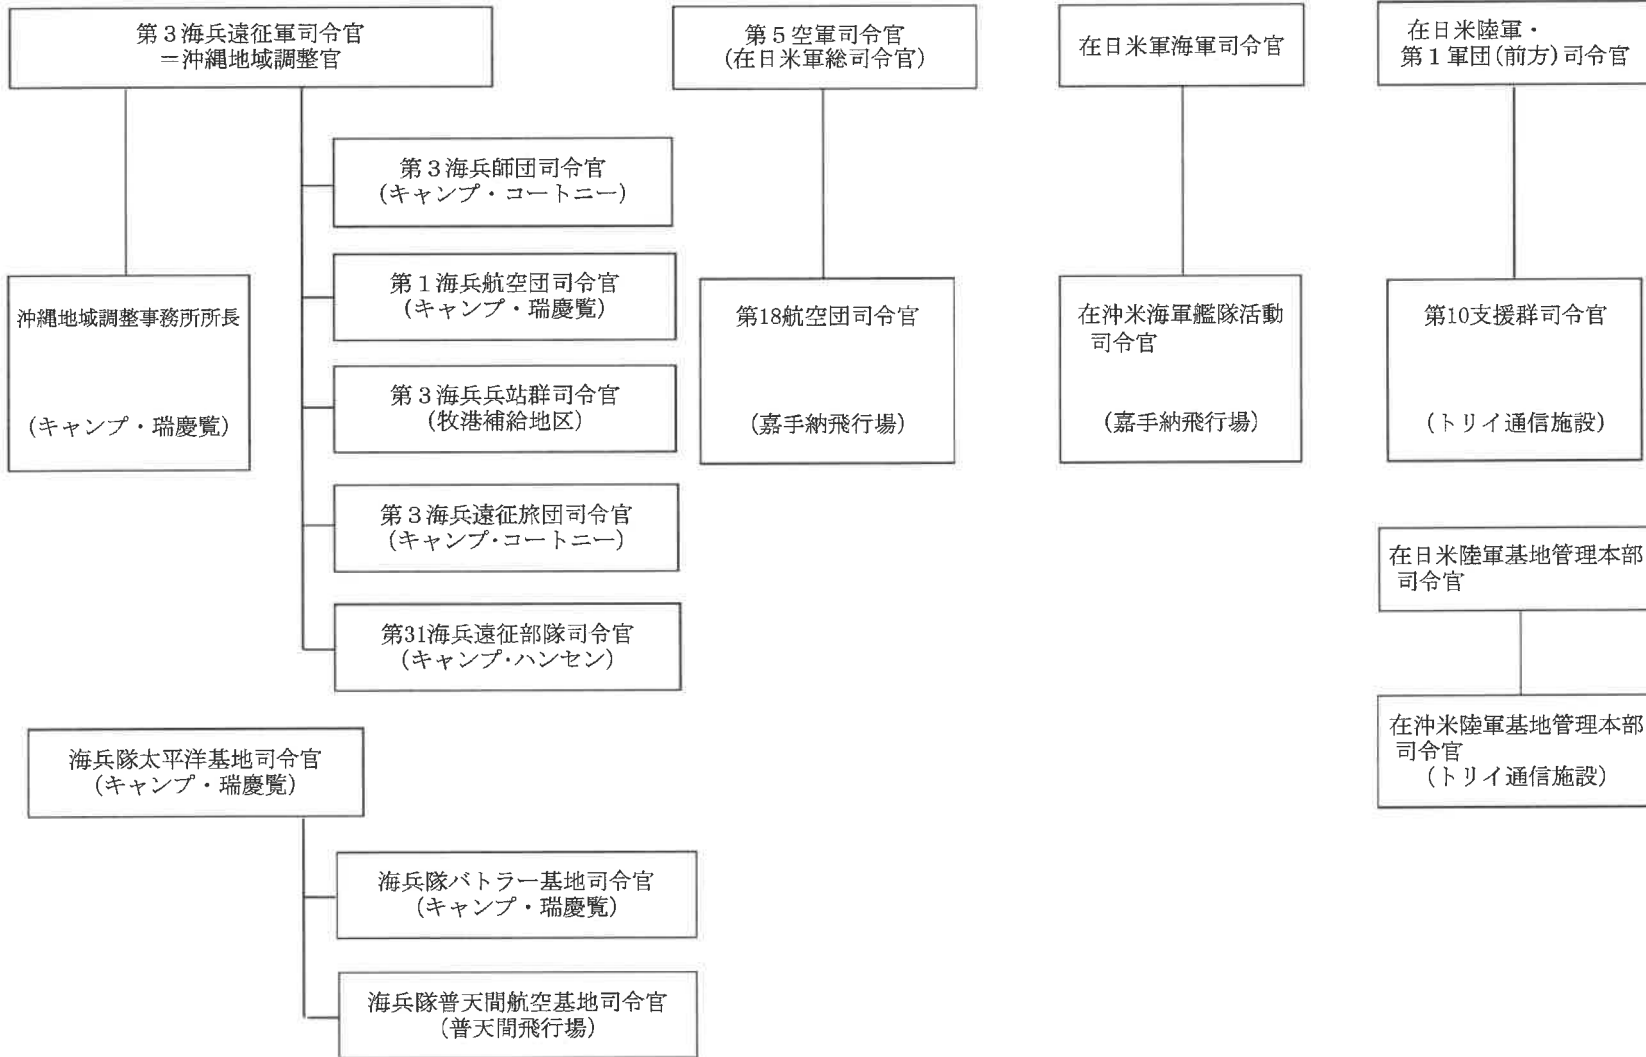 第3海兵遠征軍司令官
＝沖縄地域調整官
第5空軍司令官
(在日米軍総司令官)
在日米軍海軍司令官
在日米陸軍・
第1軍団(前方)司令官
第3海兵師団司令官
(キャンプ・コートニー)
第1海兵航空団司令官
(キャンプ・瑞慶覧)
第3海兵兵站群司令官
(牧港補給地区)
第3海兵遠征旅団司令官
(キャンプ・コートニー)
第31海兵遠征部隊司令官
(キャンプ・ハンセン)
沖縄地域調整事務所所長
(キャンプ・瑞慶覧)
第18航空団司令官
(嘉手納飛行場)
在沖米海軍艦隊活動
司令官
(嘉手納飛行場)
第10支援群司令官
(トリイ通信施設)
在日米陸軍基地管理本部
司令官
在沖米陸軍基地管理本部
司令官
(トリイ通信施設)
海兵隊太平洋基地司令官
(キャンプ・瑞慶覧)
海兵隊バトラー基地司令官
(キャンプ・瑞慶覧)
海兵隊普天間航空基地司令官
(普天間飛行場)